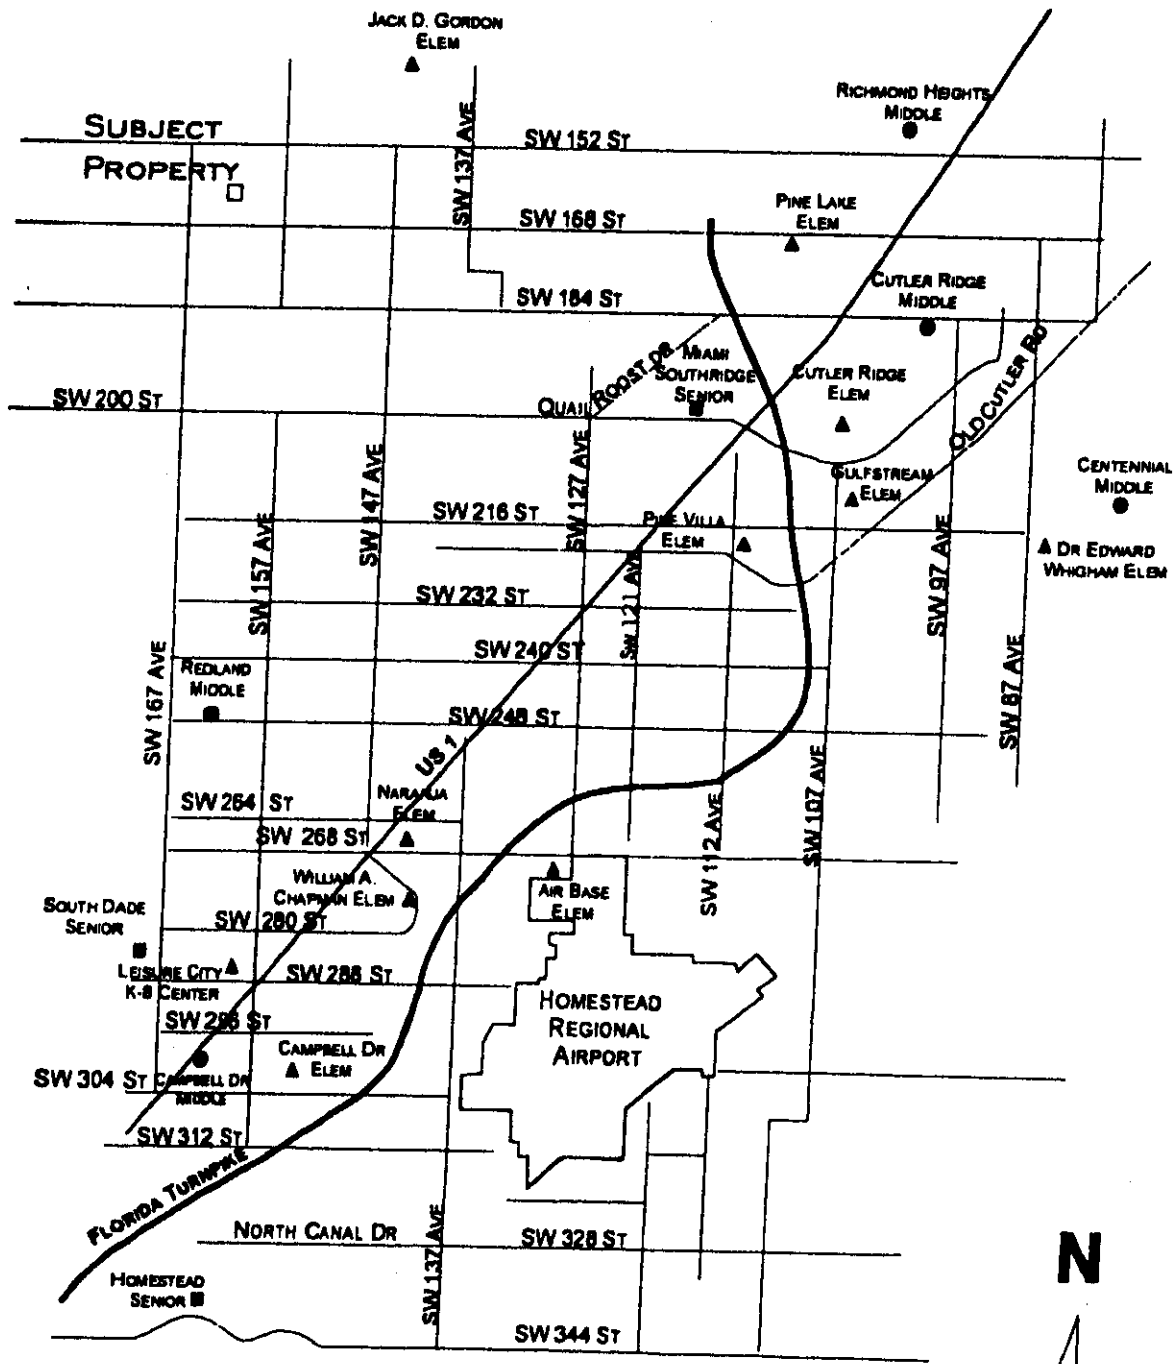 JACK D. GORDON
ELEM
RICHMOND HEIGHTS
MIDDLE
SUBJECT
PROPERTY
SW 152 ST
SW 137 AVE
SW 168 ST
PINE LAKE
ELEM
CUTLER RIDGE
MIDDLE
SW 184 ST
QUAIL ROOST DR
MIAMI
SOUTHRIDGE
SENIOR
CUTLER RIDGE
ELEM
OLD CUTLER RD
SW 200 ST
GULFSTREAM
ELEM
CENTENNIAL
MIDDLE
SW 147 AVE
SW 127 AVE
SW 216 ST
PINE VILLA
ELEM
SW 157 AVE
SW 121 AVE
SW 97 AVE
DR EDWARD
WHIGHAM ELEM
SW 232 ST
SW 240 ST
SW 167 AVE
REDLAND
MIDDLE
SW 87 AVE
SW 248 ST
US 1
SW 264 ST
NARANJA
ELEM
SW 107 AVE
SW 112 AVE
SW 268 ST
WILLIAM A.
CHAPMAN ELEM
AIR BASE
ELEM
SOUTH DADE
SENIOR
SW 280 ST
LEISURE CITY
K-8 CENTER
SW 288 ST
HOMESTEAD
REGIONAL
AIRPORT
SW 296 ST
CAMPBELL DR
ELEM
SW 304 ST
CAMPBELL DR
MIDDLE
SW 312 ST
FLORIDA TURNPIKE
NORTH CANAL DR
SW 137 AVE
SW 328 ST
N
HOMESTEAD
SENIOR
SW 344 ST